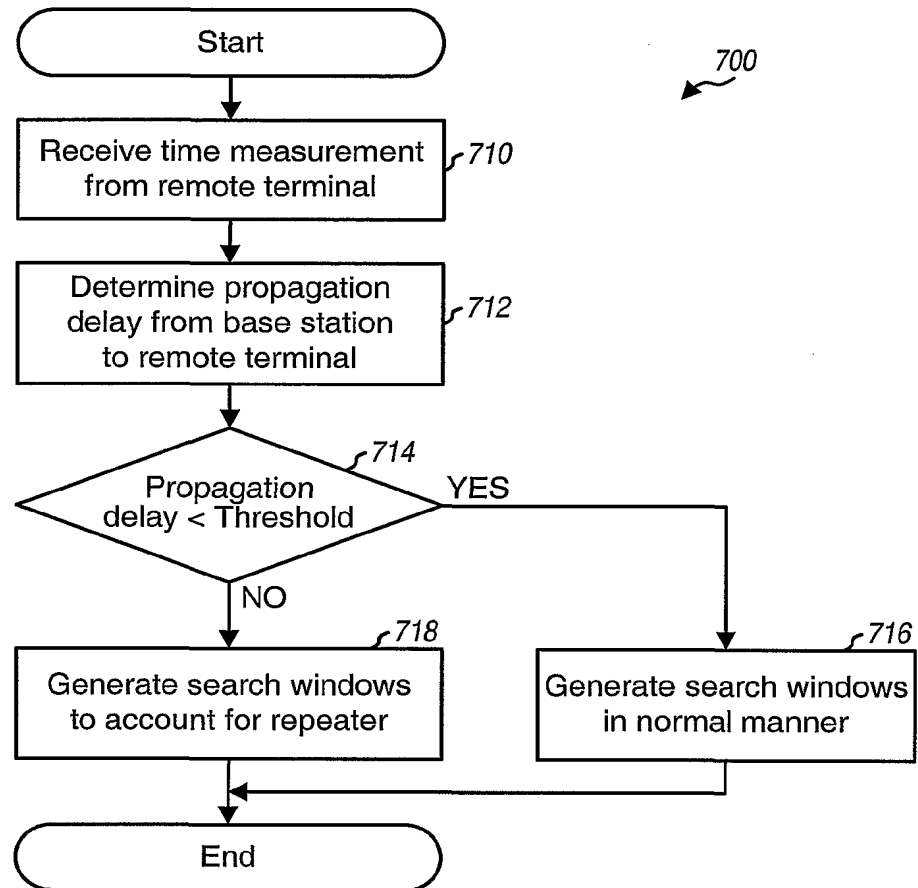 Start
700
Receive time measurement
from remote terminal
710
Determine propagation
delay from base station
to remote terminal
712
714
Propagation
delay < Threshold
YES
NO
718
Generate search windows
to account for repeater
716
Generate search windows
in normal manner
End